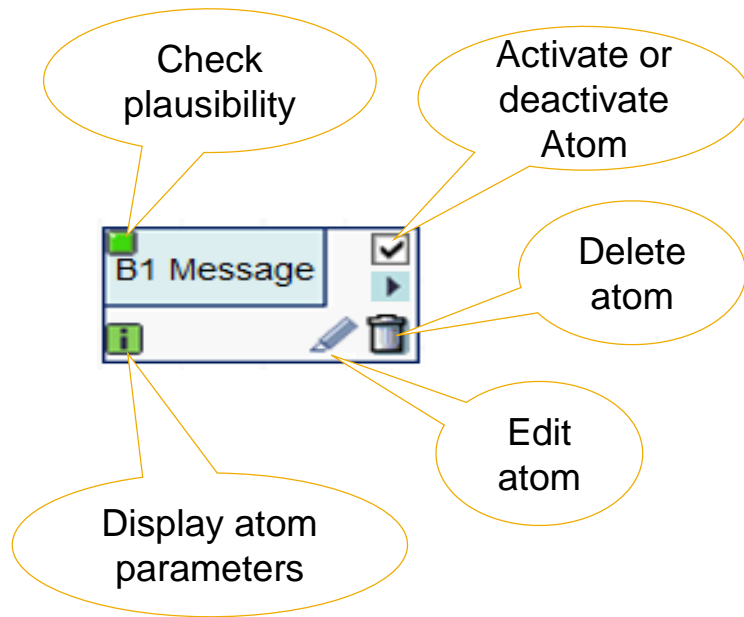 Check
plausibility
Activate or
deactivate
Atom
B1 Message
Delete
atom
i
Edit
atom
Display atom
parameters